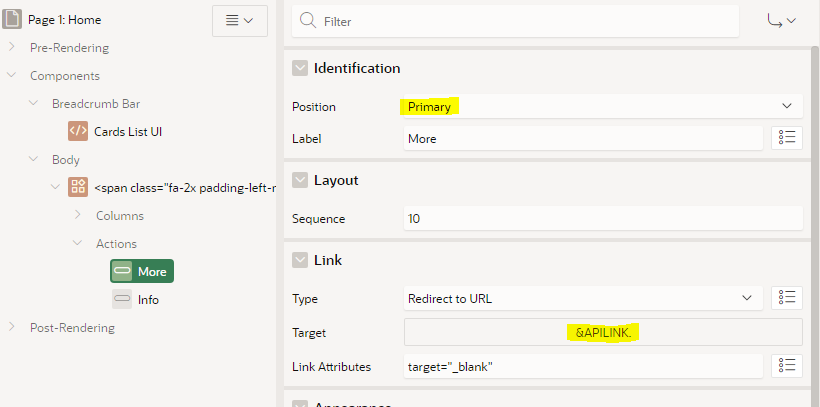 Page 1: Home
Pre-Rendering
Components
Breadcrumb Bar
</> Cards List UI
Body
<span class="fa-2x padding-left-r
Columns
Actions
More
Info
Post-Rendering
Filter
Identification
Position Primary
Label More
Layout
Sequence 10
Link
Type Redirect to URL
Target &APILINK.
Link Attributes target="_blank"